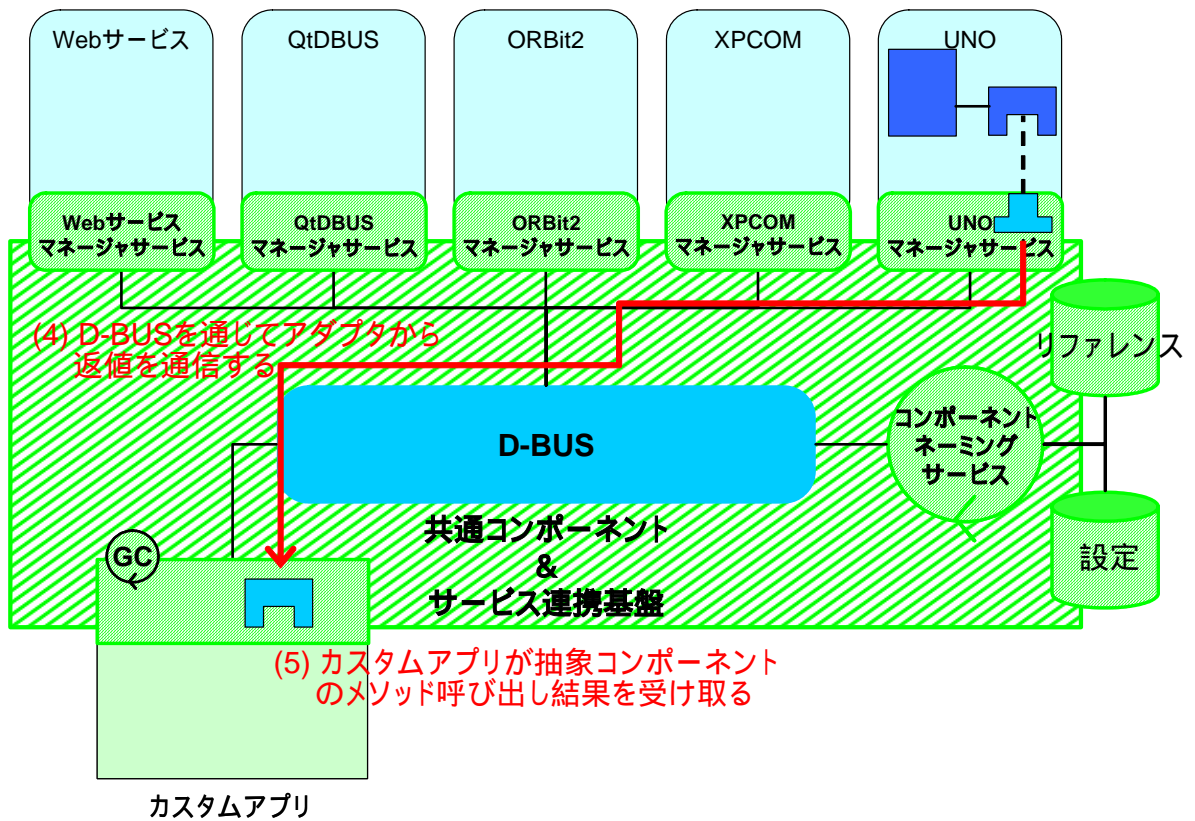 Webサービス
QtDBUS
ORBit2
XPCOM
UNO
Webサービス
マネージャサービス
QtDBUS
マネージャサービス
ORBit2
マネージャサービス
XPCOM
マネージャサービス
UNO
マネージャサービス
(4) D-BUSを通じてアダプタから
返値を通信する
リファレンス
D-BUS
コンポーネント
ネーミング
サービス
共通コンポーネント
&
サービス連携基盤
設定
GC
(5) カスタムアプリが抽象コンポーネント
のメソッド呼び出し結果を受け取る
カスタムアプリ